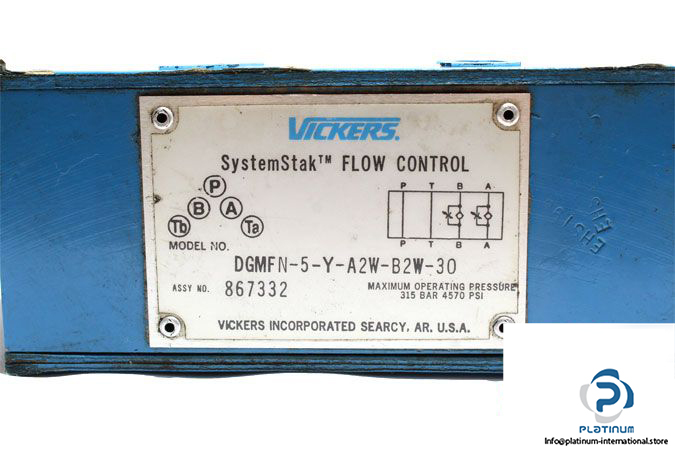 VICKERS®
SystemStak™ FLOW CONTROL
P
B A
Tb Ta
P T B A
P T B A
MODEL NO.
DGMFN-5-Y-A2W-B2W-30
ASSY NO. 867332
MAXIMUM OPERATING PRESSURE
315 BAR 4570 PSI
VICKERS INCORPORATED SEARCY, AR. U.S.A.
P
PLATINUM
Info@platinum-international.store